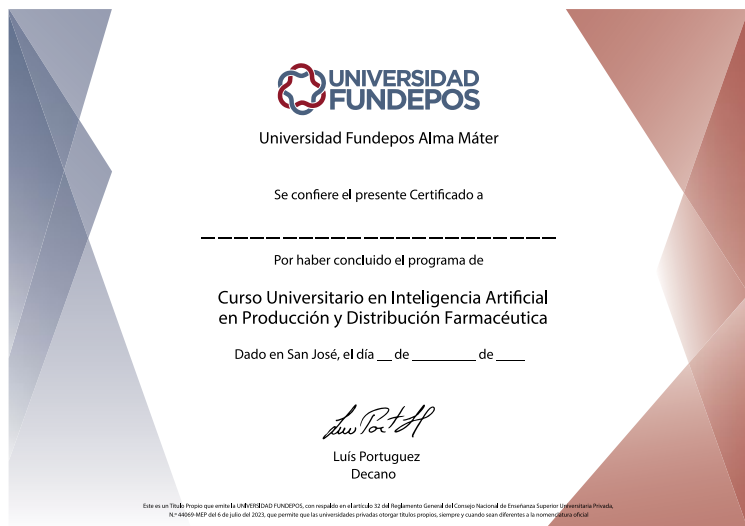 UNIVERSIDAD
FUNDEPOS
Universidad Fundepos Alma Máter
Se confiere el presente Certificado a
Por haber concluido el programa de
Curso Universitario en Inteligencia Artificial
en Producción y Distribución Farmacéutica
Dado en San José, el día __ de ________ de ____
Luís Portuguez
Decano
Este es un Título Propio que emite la UNIVERSIDAD FUNDEPOS, con respaldo en el artículo 32 del Reglamento General del Consejo Nacional de Enseñanza Superior Universitaria Privada,
N.º 44069-MEP del 6 de julio del 2023, que permite que las universidades privadas otorgar títulos propios, siempre y cuando sean diferentes a la nomenclatura oficial